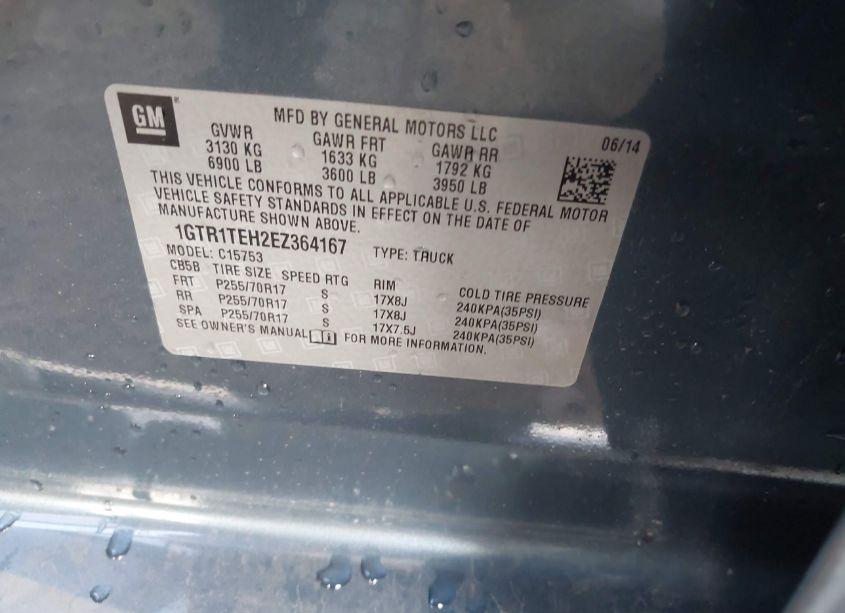 GM
MFD BY GENERAL MOTORS LLC
06/14
GVWR GAWR FRT GAWR RR
3130 KG 1633 KG 1792 KG
6900 LB 3600 LB 3950 LB
THIS VEHICLE CONFORMS TO ALL APPLICABLE U.S. FEDERAL MOTOR
VEHICLE SAFETY STANDARDS IN EFFECT ON THE DATE OF
MANUFACTURE SHOWN ABOVE.
1GTR1TEH2EZ364167 TYPE: TRUCK
MODEL: C15753
CB5B TIRE SIZE SPEED RTG RIM COLD TIRE PRESSURE
FRT P255/70R17 S 17X8J 240KPA(35PSI)
RR P255/70R17 S 17X8J 240KPA(35PSI)
SPA P255/70R17 S 17X7.5J 240KPA(35PSI)
SEE OWNER'S MANUAL FOR MORE INFORMATION.